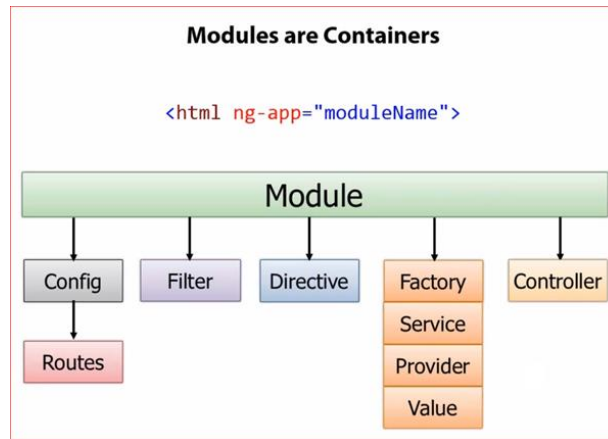 Modules are Containers
<html ng-app="moduleName">
Module
Config
Filter
Directive
Factory
Controller
Service
Routes
Provider
Value